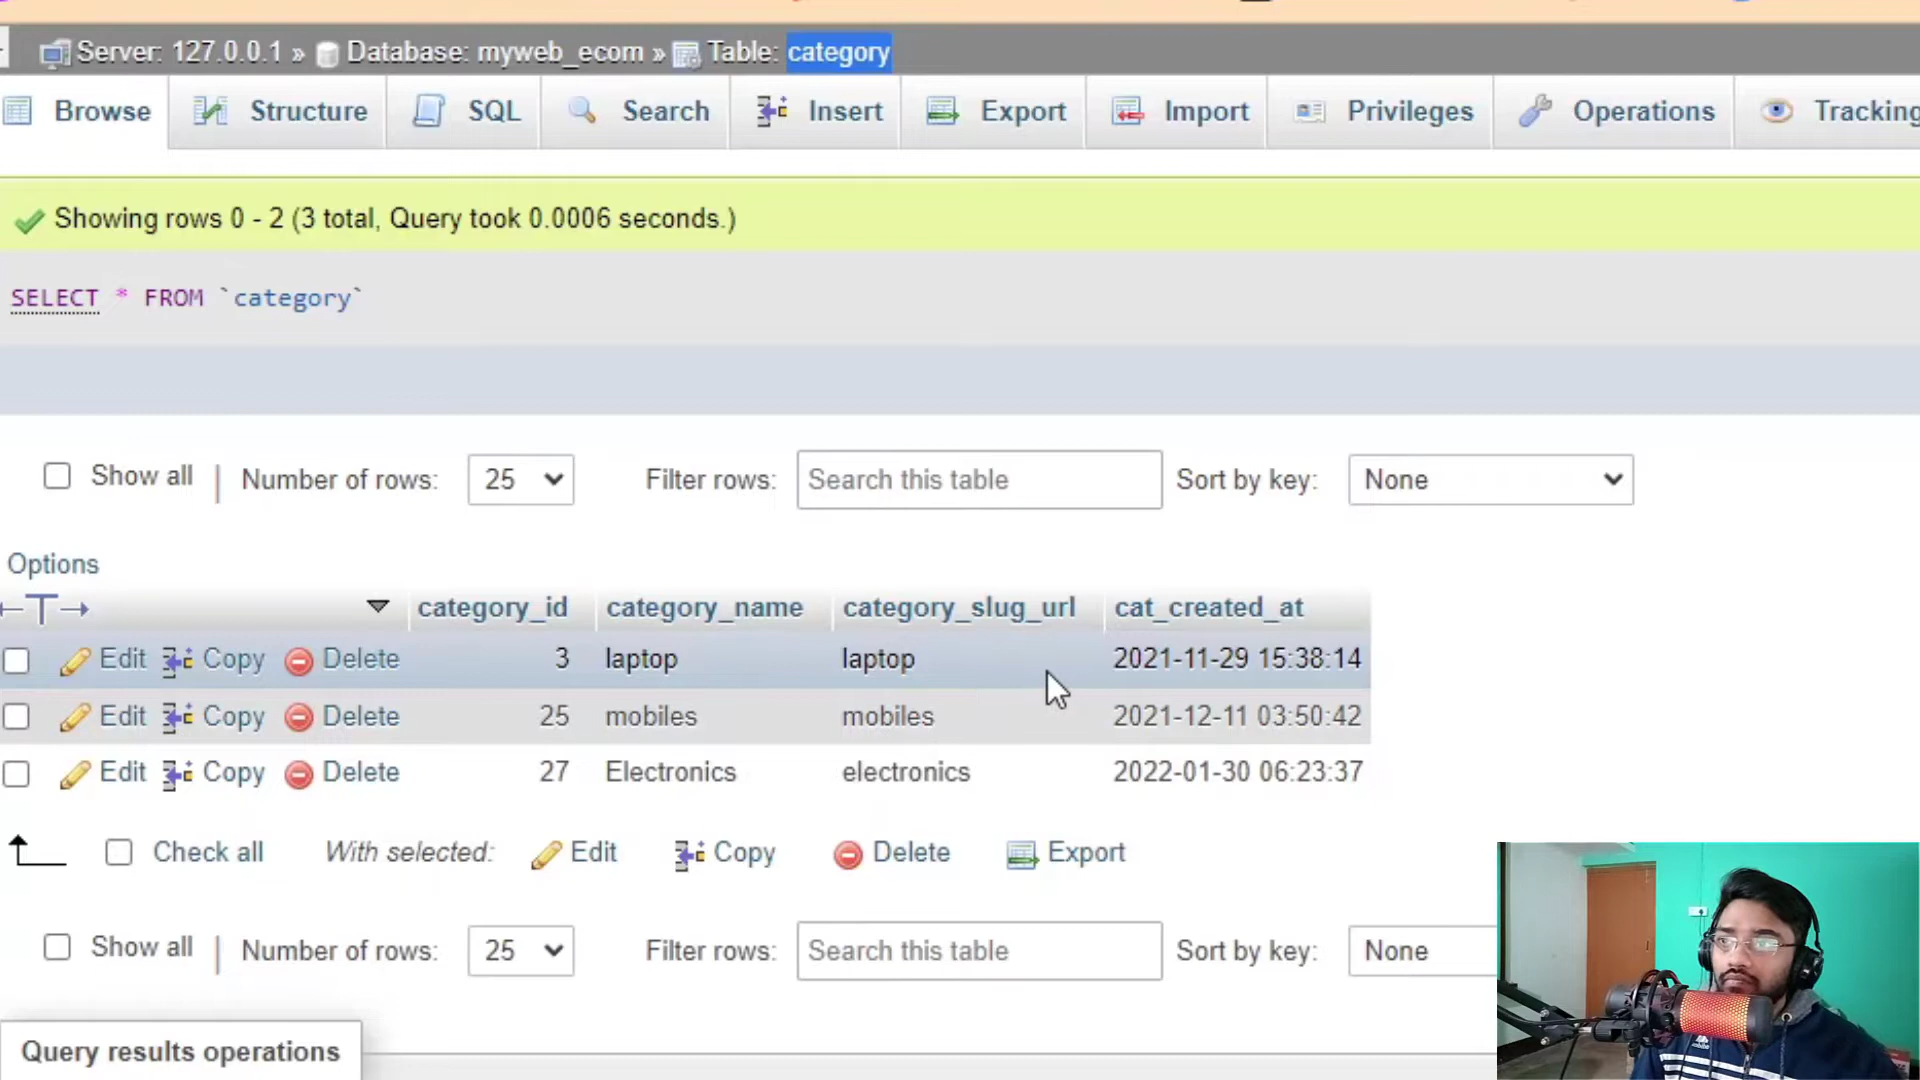 Server: 127.0.0.1 » Database: myweb_ecom » Table: category
Browse Structure SQL Search Insert Export Import Privileges Operations Tracking
Showing rows 0 - 2 (3 total, Query took 0.0006 seconds.)
SELECT * FROM `category`
Show all Number of rows: 25 Filter rows: Search this table Sort by key: None
Options
category_id category_name category_slug_url cat_created_at
Edit Copy Delete 3 laptop laptop 2021-11-29 15:38:14
Edit Copy Delete 25 mobiles mobiles 2021-12-11 03:50:42
Edit Copy Delete 27 Electronics electronics 2022-01-30 06:23:37
Check all With selected: Edit Copy Delete Export
Show all Number of rows: 25 Filter rows: Search this table Sort by key: None
Query results operations